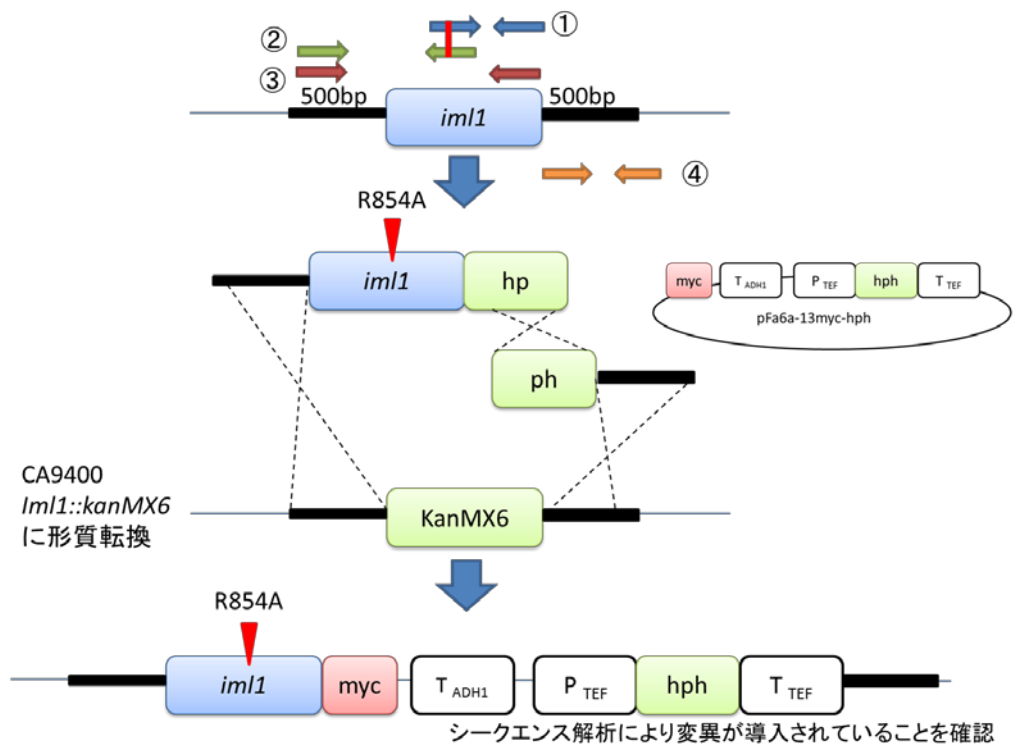 ①
②
③
500bp
500bp
iml1
④
R854A
iml1
hp
myc
T ADH1
P TEF
hph
T TEF
pFa6a-13myc-hph
ph
CA9400
Iml1::kanMX6
に形質転換
KanMX6
R854A
iml1
myc
T ADH1
P TEF
hph
T TEF
シークエンス解析により変異が導入されていることを確認